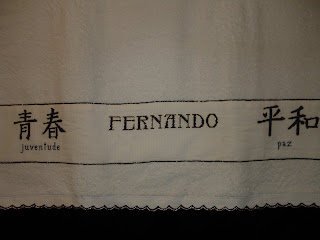 青春 FERNANDO 平和
juventude paz